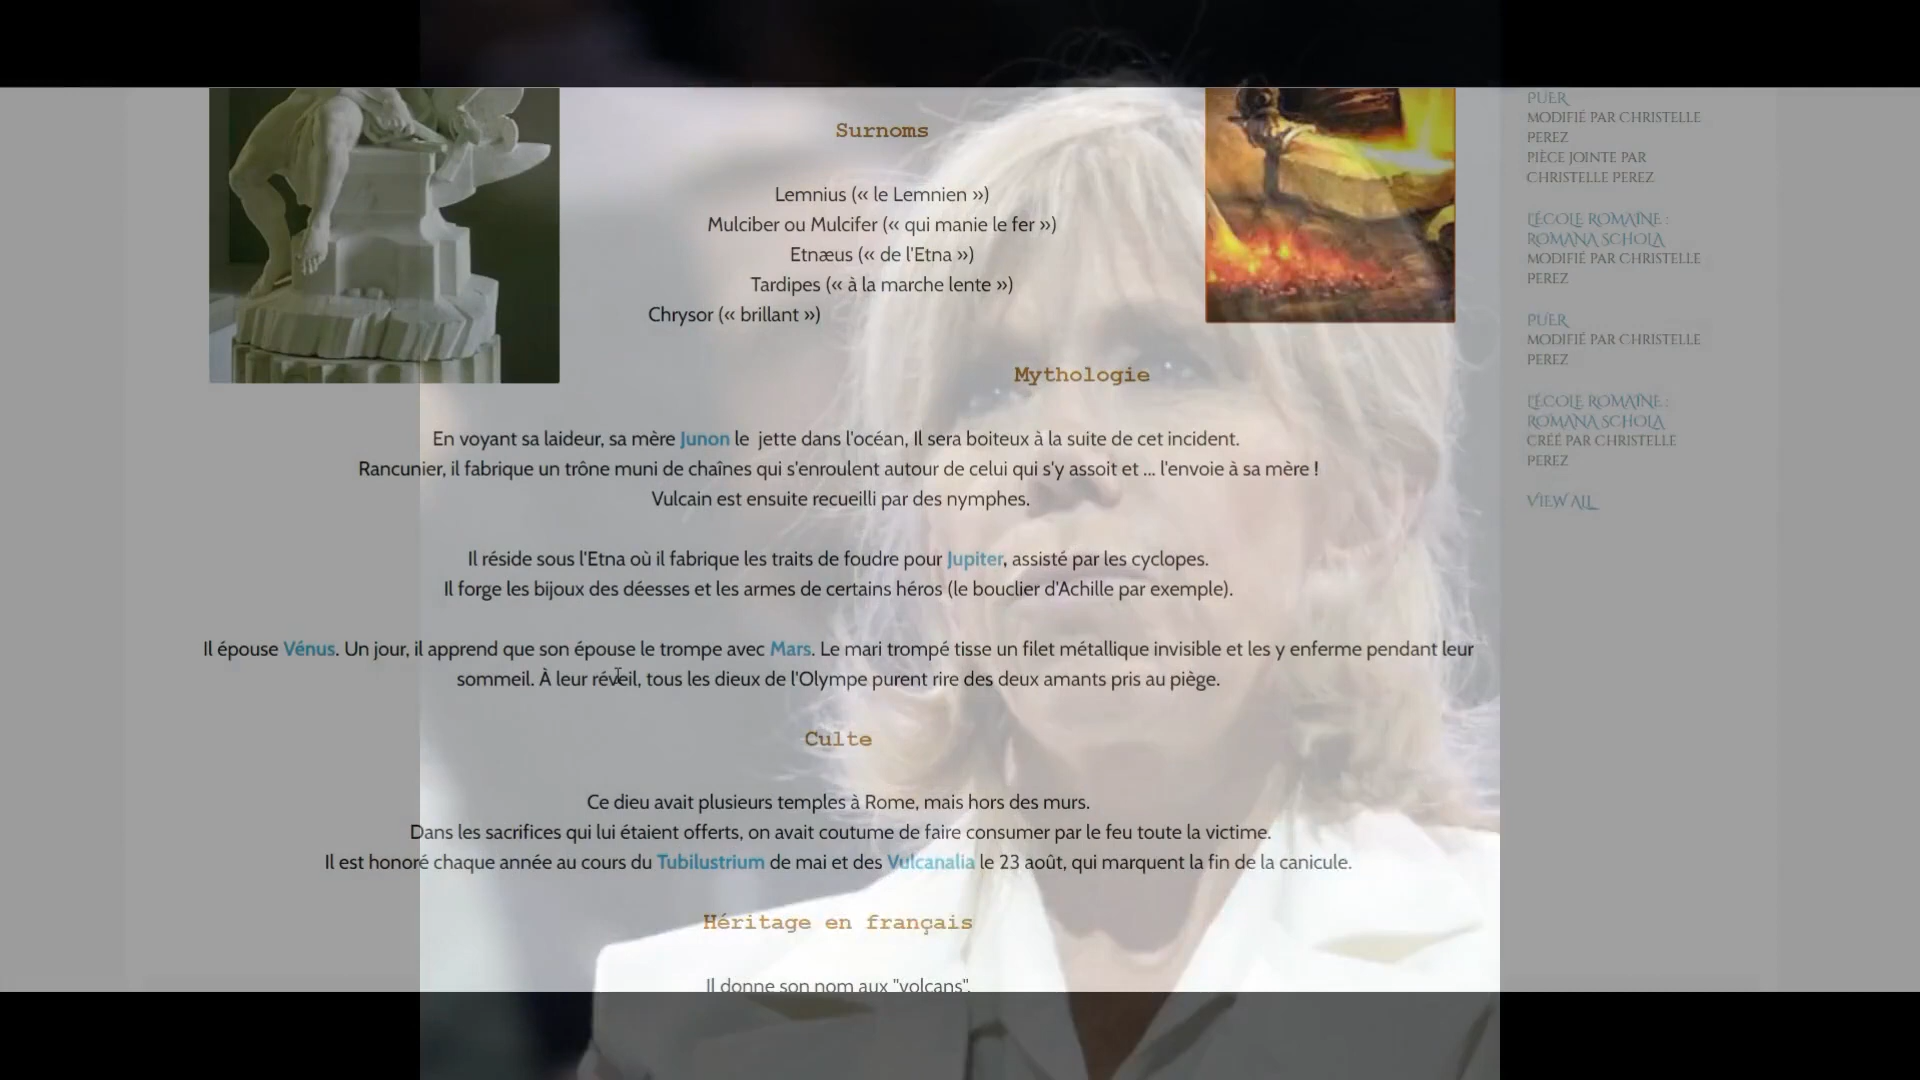 Surnoms
Lemnius (« le Lemnien »)
Mulciber ou Mulcifer (« qui manie le fer »)
Etnæus (« de l'Etna »)
Tardipes (« à la marche lente »)
Chrysor (« brillant »)
Mythologie
En voyant sa laideur, sa mère Junon le jette dans l'océan, Il sera boiteux à la suite de cet incident.
Rancunier, il fabrique un trône muni de chaînes qui s'enroulent autour de celui qui s'y assoit et ... l'envoie à sa mère !
Vulcain est ensuite recueilli par des nymphes.
Il réside sous l'Etna où il fabrique les traits de foudre pour Jupiter, assisté par les cyclopes.
Il forge les bijoux des déesses et les armes de certains héros (le bouclier d'Achille par exemple).
Il épouse Vénus. Un jour, il apprend que son épouse le trompe avec Mars. Le mari trompé tisse un filet métallique invisible et les y enferme pendant leur
sommeil. À leur réveil, tous les dieux de l'Olympe purent rire des deux amants pris au piège.
Culte
Ce dieu avait plusieurs temples à Rome, mais hors des murs.
Dans les sacrifices qui lui étaient offerts, on avait coutume de faire consumer par le feu toute la victime.
Il est honoré chaque année au cours du Tubilustrium de mai et des Vulcanalia le 23 août, qui marquent la fin de la canicule.
Héritage en français
Il donne son nom aux "volcans".
PUER
MODIFIÉ PAR CHRISTELLE
PEREZ
PIÈCE JOINTE PAR
CHRISTELLE PEREZ
L'ÉCOLE ROMAINE :
ROMANA SCHOLA
MODIFIÉ PAR CHRISTELLE
PEREZ
PUER
MODIFIÉ PAR CHRISTELLE
PEREZ
L'ÉCOLE ROMAINE :
ROMANA SCHOLA
CRÉÉ PAR CHRISTELLE
PEREZ
VIEW ALL